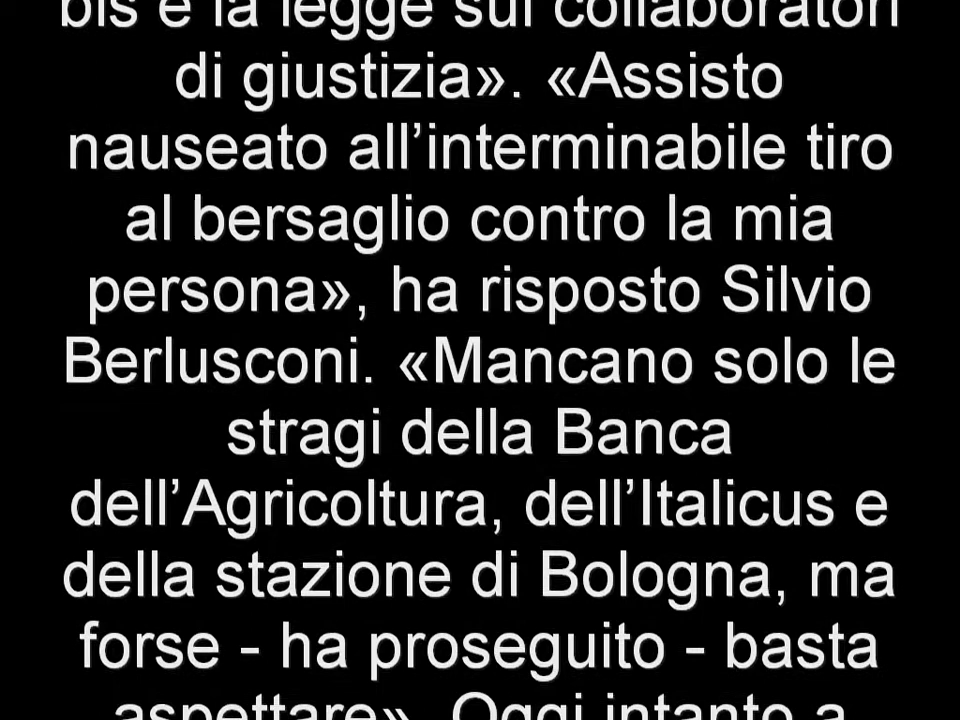 bis e la legge sui collaboratori
di giustizia». «Assisto
nauseato all’interminabile tiro
al bersaglio contro la mia
persona», ha risposto Silvio
Berlusconi. «Mancano solo le
stragi della Banca
dell’Agricoltura, dell’Italicus e
della stazione di Bologna, ma
forse - ha proseguito - basta
aspettare». Oggi intanto a